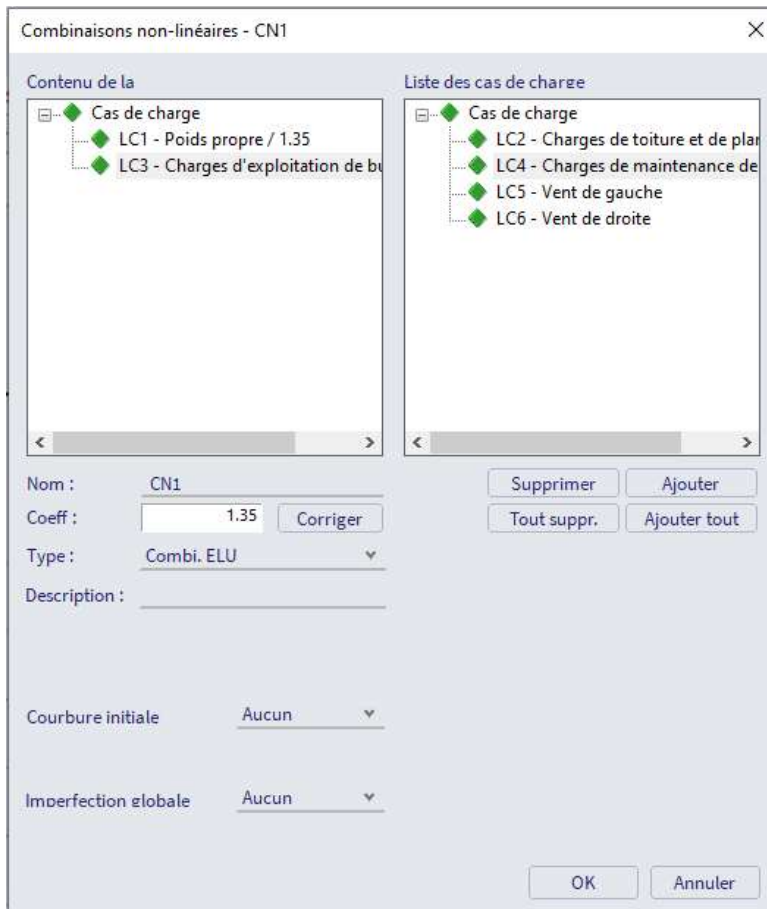 Combinaisons non-linéaires - CN1
Contenu de la
Liste des cas de charge
Cas de charge
LC1 - Poids propre / 1.35
LC3 - Charges d'exploitation de bu
Cas de charge
LC2 - Charges de toiture et de plan
LC4 - Charges de maintenance de
LC5 - Vent de gauche
LC6 - Vent de droite
Nom : CN1
Supprimer Ajouter
Coeff : 1.35 Corriger
Tout suppr. Ajouter tout
Type : Combi. ELU
Description :
Courbure initiale Aucun
Imperfection globale Aucun
OK Annuler